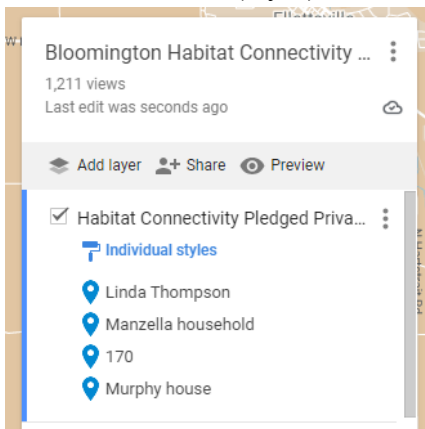 Ellettsville
Bloomington Habitat Connectivity ...
1,211 views
Last edit was seconds ago
Add layer Share Preview
Habitat Connectivity Pledged Priva...
Individual styles
Linda Thompson
Manzella household
170
Murphy house